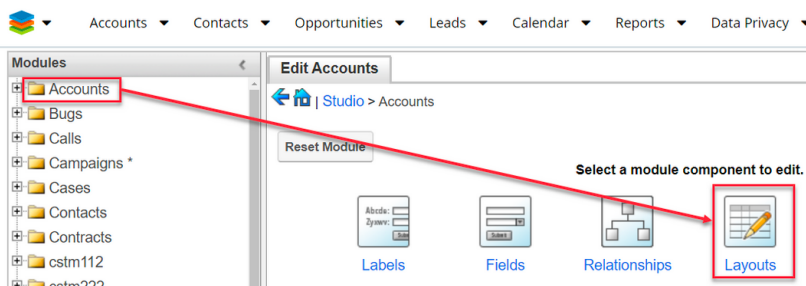 Accounts Contacts Opportunities Leads Calendar Reports Data Privacy
Modules
Accounts
Bugs
Calls
Campaigns *
Cases
Contacts
Contracts
cstm112
cstm222
Edit Accounts
| Studio > Accounts
Reset Module
Select a module component to edit.
Labels Fields Relationships Layouts